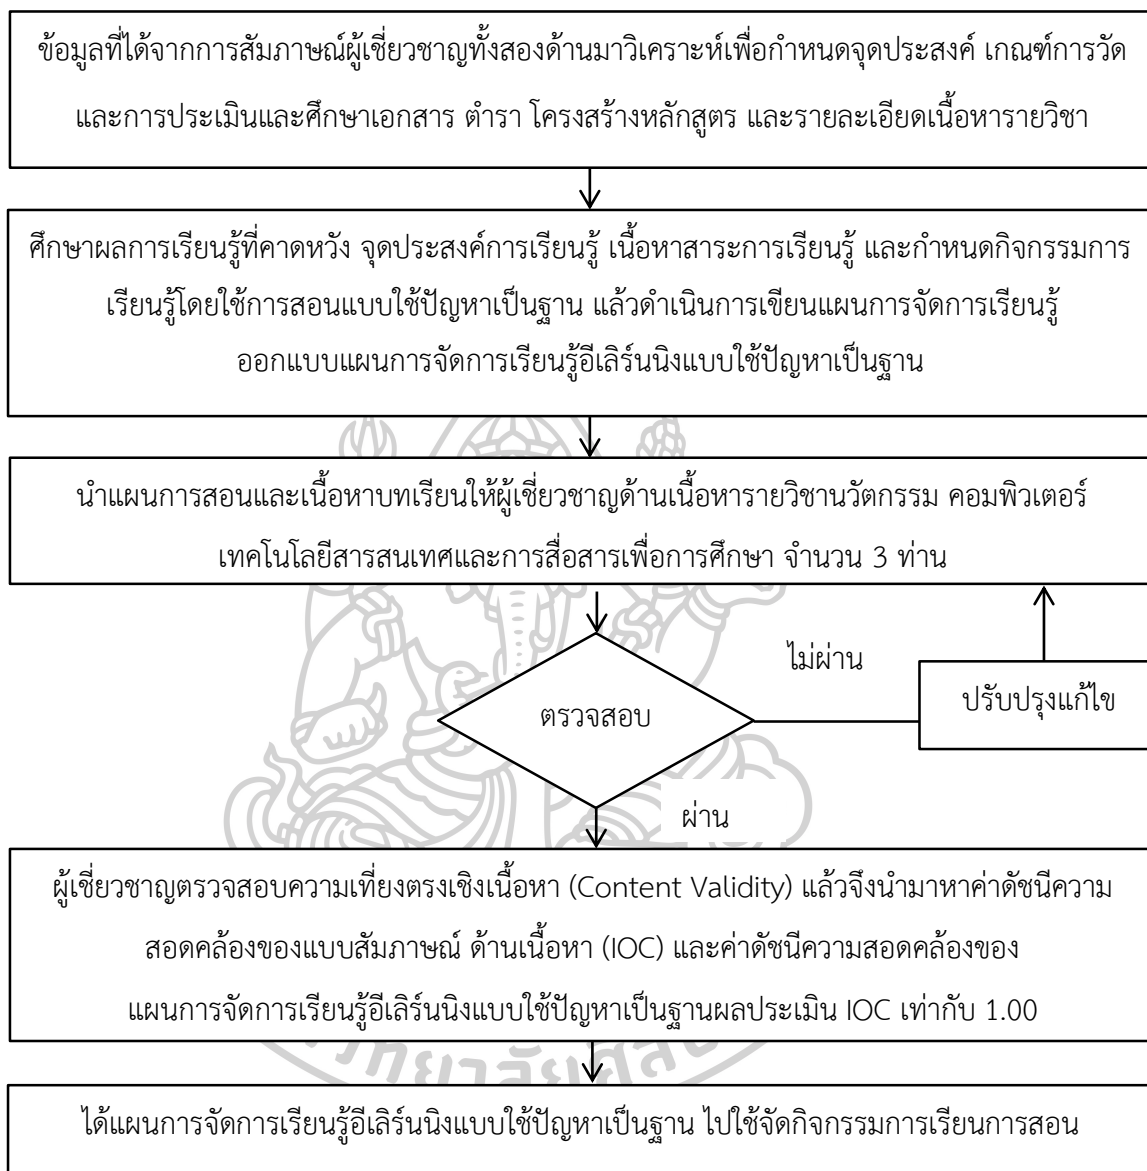 ข้อมูลที่ได้จากการสัมภาษณ์ผู้เชี่ยวชาญทั้งสองด้านมาวิเคราะห์เพื่อกำหนดจุดประสงค์ เกณฑ์การวัด
และการประเมินและศึกษาเอกสาร ตำรา โครงสร้างหลักสูตร และรายละเอียดเนื้อหารายวิชา
ศึกษาผลการเรียนรู้ที่คาดหวัง จุดประสงค์การเรียนรู้ เนื้อหาสาระการเรียนรู้ และกำหนดกิจกรรมการ
เรียนรู้โดยใช้การสอนแบบใช้ปัญหาเป็นฐาน แล้วดำเนินการเขียนแผนการจัดการเรียนรู้
ออกแบบแผนการจัดการเรียนรู้อีเลิร์นนิงแบบใช้ปัญหาเป็นฐาน
นำแผนการสอนและเนื้อหาบทเรียนให้ผู้เชี่ยวชาญด้านเนื้อหารายวิชานวัตกรรม คอมพิวเตอร์
เทคโนโลยีสารสนเทศและการสื่อสารเพื่อการศึกษา จำนวน 3 ท่าน
ไม่ผ่าน
ปรับปรุงแก้ไข
ตรวจสอบ
ผ่าน
ผู้เชี่ยวชาญตรวจสอบความเที่ยงตรงเชิงเนื้อหา (Content Validity) แล้วจึงนำมาหาค่าดัชนีความ
สอดคล้องของแบบสัมภาษณ์ ด้านเนื้อหา (IOC) และค่าดัชนีความสอดคล้องของ
แผนการจัดการเรียนรู้อีเลิร์นนิงแบบใช้ปัญหาเป็นฐานผลประเมิน IOC เท่ากับ 1.00
ได้แผนการจัดการเรียนรู้อีเลิร์นนิงแบบใช้ปัญหาเป็นฐาน ไปใช้จัดกิจกรรมการเรียนการสอน